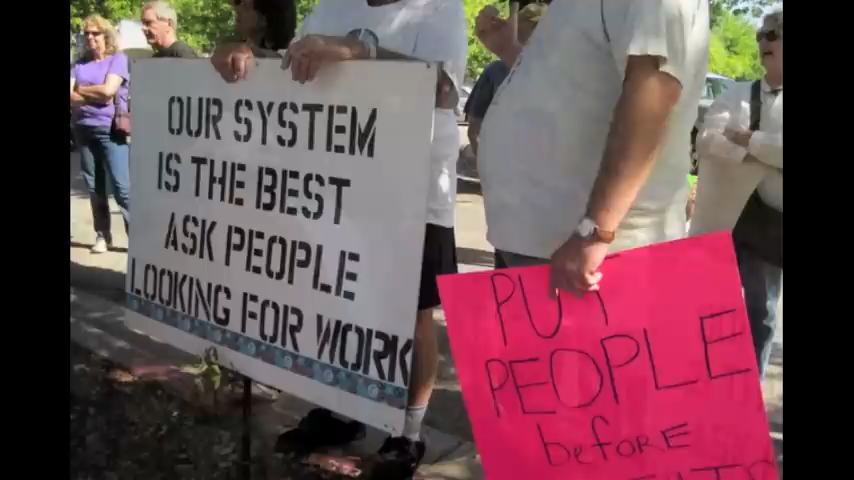 OUR SYSTEM
IS THE BEST
ASK PEOPLE
LOOKING FOR WORK
PUT
PEOPLE
before